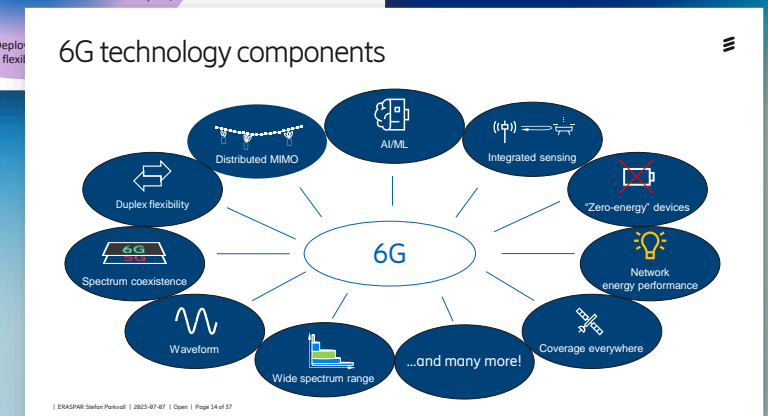 6G technology components
AI/ML
Distributed MIMO
Integrated sensing
Duplex flexibility
“Zero-energy” devices
6G
6G
5G
Spectrum coexistence
Network
energy performance
Waveform
Coverage everywhere
Wide spectrum range
...and many more!
| ERASPAR Stefan Parkvall | 2023-07-07 | Open | Page 14 of 37